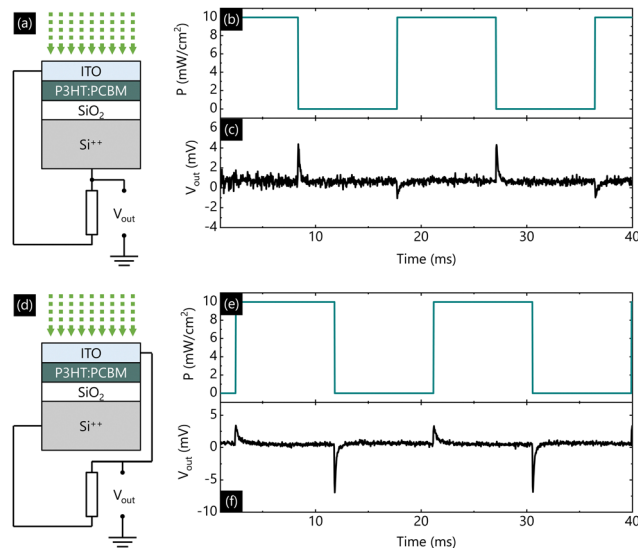 (a)
ITO
P3HT:PCBM
SiO2
Si++
Vout
(b)
P (mW/cm2)
10
8
6
4
2
0
(c)
Vout (mV)
6
4
2
0
-2
-4
10
20
30
40
Time (ms)
(d)
ITO
P3HT:PCBM
SiO2
Si++
Vout
(e)
P (mW/cm2)
10
8
6
4
2
0
(f)
Vout (mV)
5
0
-5
-10
10
20
30
40
Time (ms)